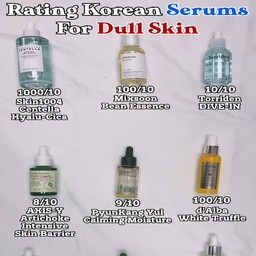 Rating Korean Serums
For Dull Skin
CENTELLA
1000/10
Skin1004
Centella
Hyalu-Cica
100/10
Mixsoon
Bean Essence
Torriden
10/10
Torriden
DIVE-IN
8/10
AXIS-Y
Artichoke
Intensive
Skin Barrier
9/10
PyunKang Yul
Calming Moisture
100/10
d'Alba
White Truffle